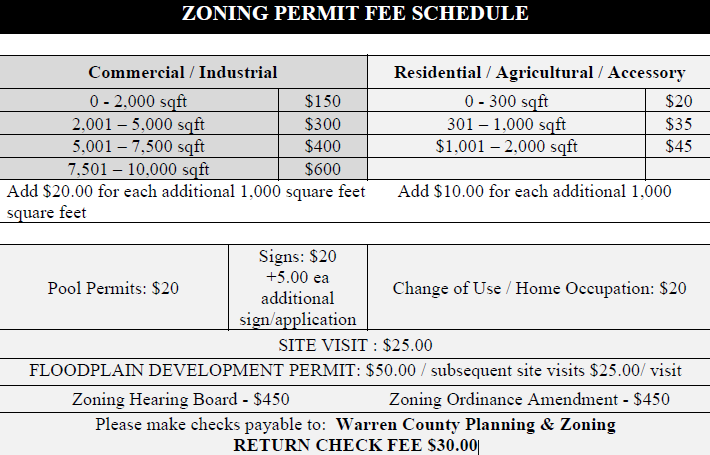 ZONING PERMIT FEE SCHEDULE
Commercial / Industrial Residential / Agricultural / Accessory
0 - 2,000 sqft $150 0 - 300 sqft $20
2,001 – 5,000 sqft $300 301 – 1,000 sqft $35
5,001 – 7,500 sqft $400 $1,001 – 2,000 sqft $45
7,501 – 10,000 sqft $600
Add $20.00 for each additional 1,000 square feet Add $10.00 for each additional 1,000
square feet
Pool Permits: $20
Signs: $20
+5.00 ea
additional
sign/application
Change of Use / Home Occupation: $20
SITE VISIT : $25.00
FLOODPLAIN DEVELOPMENT PERMIT: $50.00 / subsequent site visits $25.00/ visit
Zoning Hearing Board - $450 Zoning Ordinance Amendment - $450
Please make checks payable to: Warren County Planning & Zoning
RETURN CHECK FEE $30.00